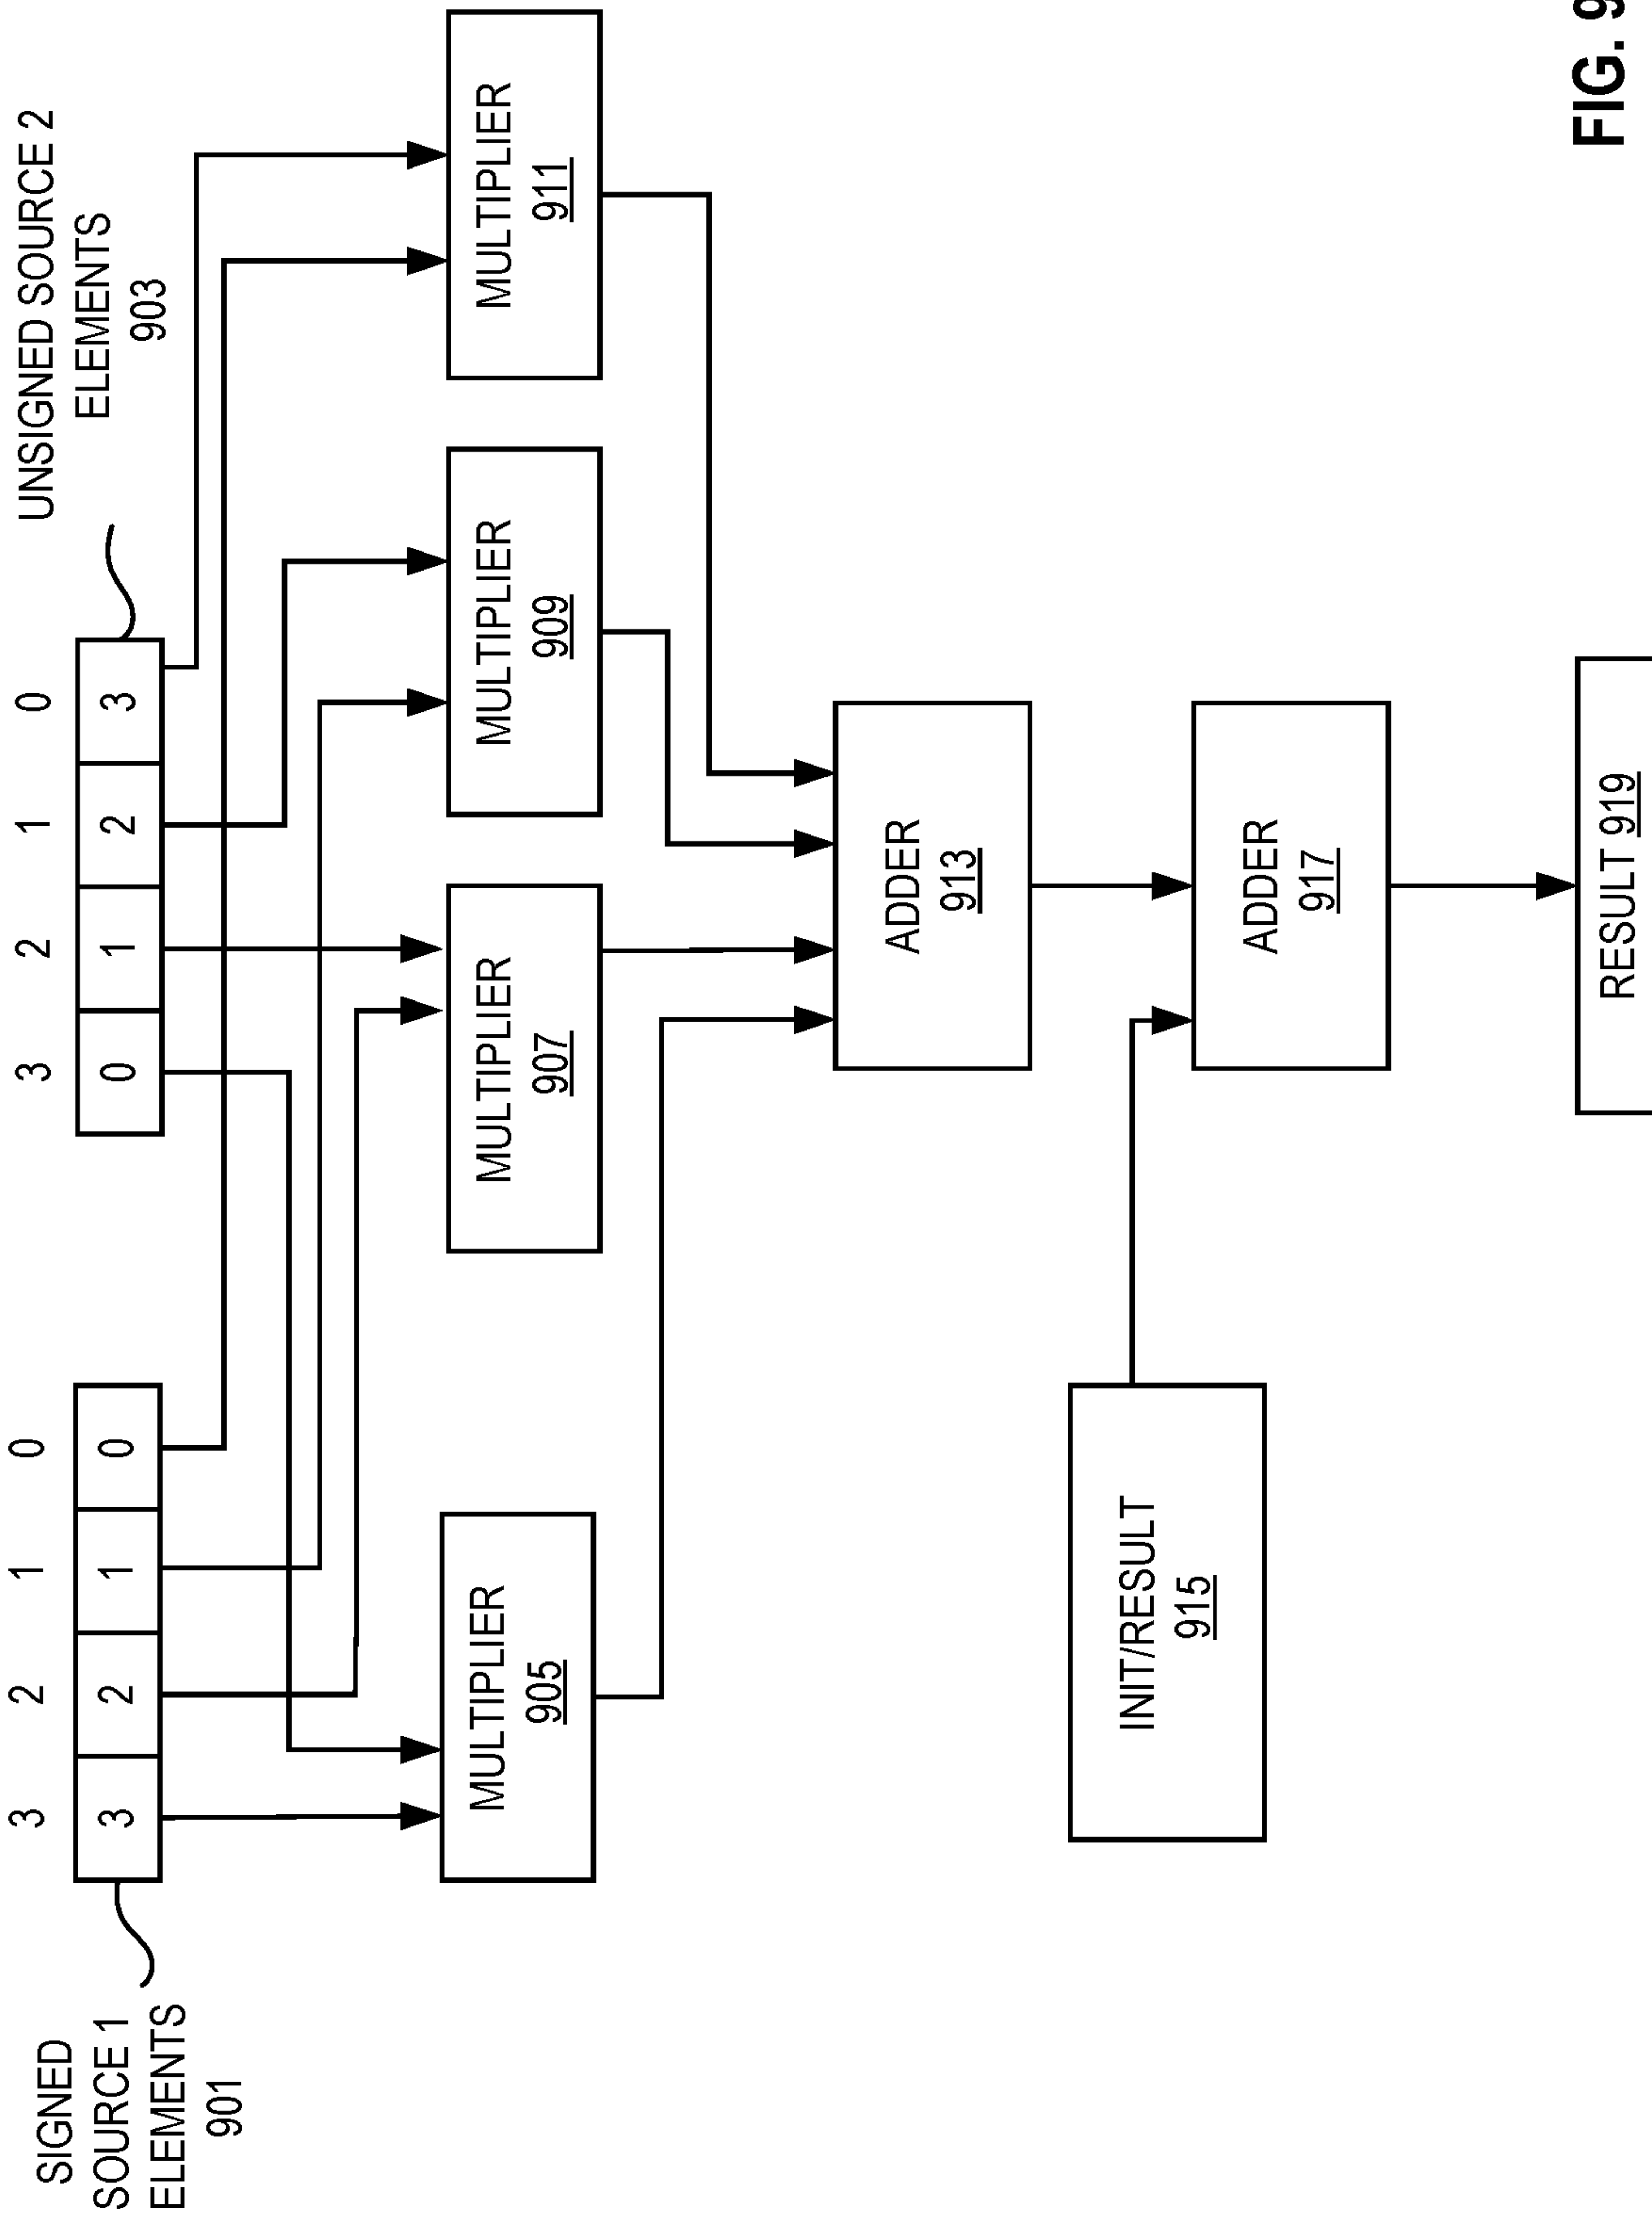 SIGNED
SOURCE 1
ELEMENTS
901
3 2 1 0
3 2 1 0
UNSIGNED SOURCE 2
ELEMENTS
903
3 2 1 0
0 1 2 3
MULTIPLIER
905
MULTIPLIER
907
MULTIPLIER
909
MULTIPLIER
911
ADDER
913
INIT/RESULT
915
ADDER
917
RESULT 919
FIG. 9